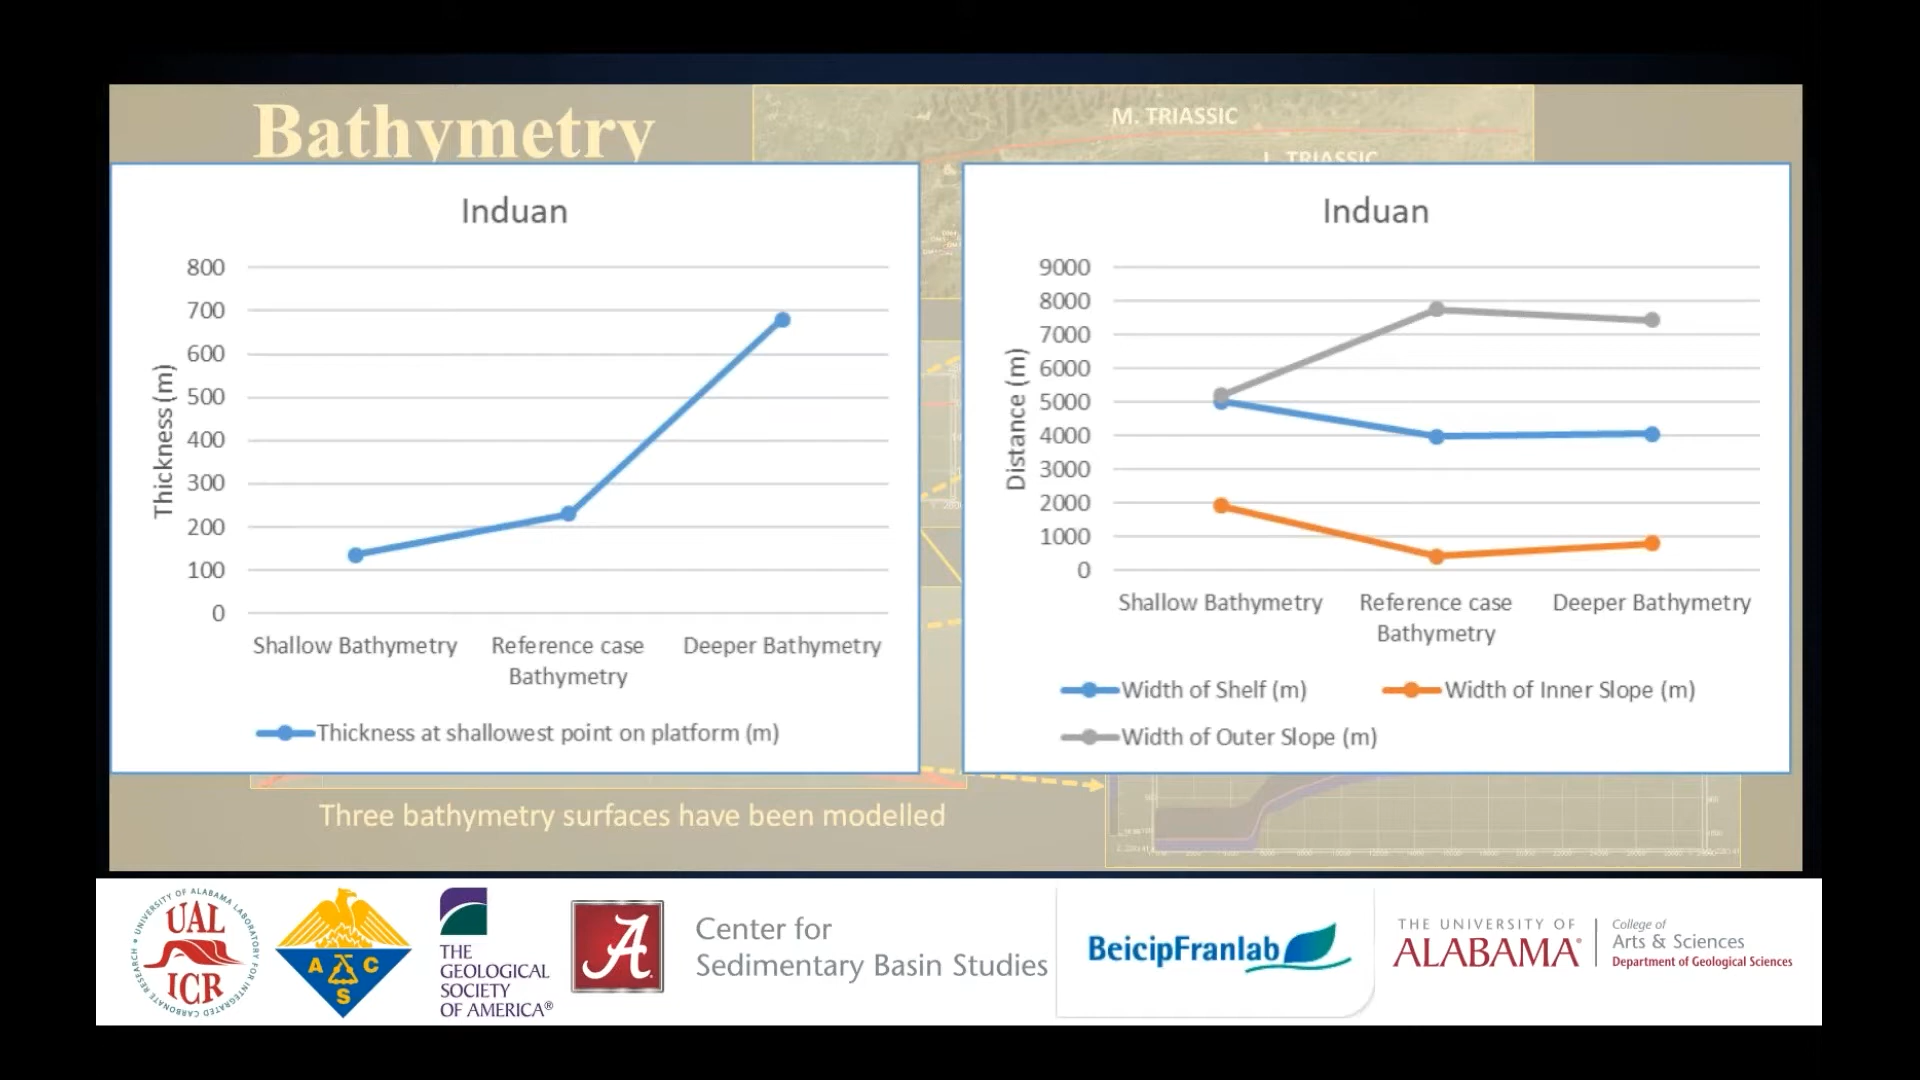 Bathymetry
M. TRIASSIC
L. TRIASSIC
Induan
800
700
600
500
400
300
200
100
0
Thickness (m)
Shallow Bathymetry
Reference case
Bathymetry
Deeper Bathymetry
Thickness at shallowest point on platform (m)
Induan
9000
8000
7000
6000
5000
4000
3000
2000
1000
0
Distance (m)
Shallow Bathymetry
Reference case
Bathymetry
Deeper Bathymetry
Width of Shelf (m)
Width of Inner Slope (m)
Width of Outer Slope (m)
Three bathymetry surfaces have been modelled
UNIVERSITY OF ALABAMA LABORATORY FOR INTEGRATED CARBONATE RESEARCH
UAL
ICR
A C
S
THE
GEOLOGICAL
SOCIETY
OF AMERICA®
A
Center for
Sedimentary Basin Studies
BeicipFranlab
THE UNIVERSITY OF
ALABAMA®
College of
Arts & Sciences
Department of Geological Sciences